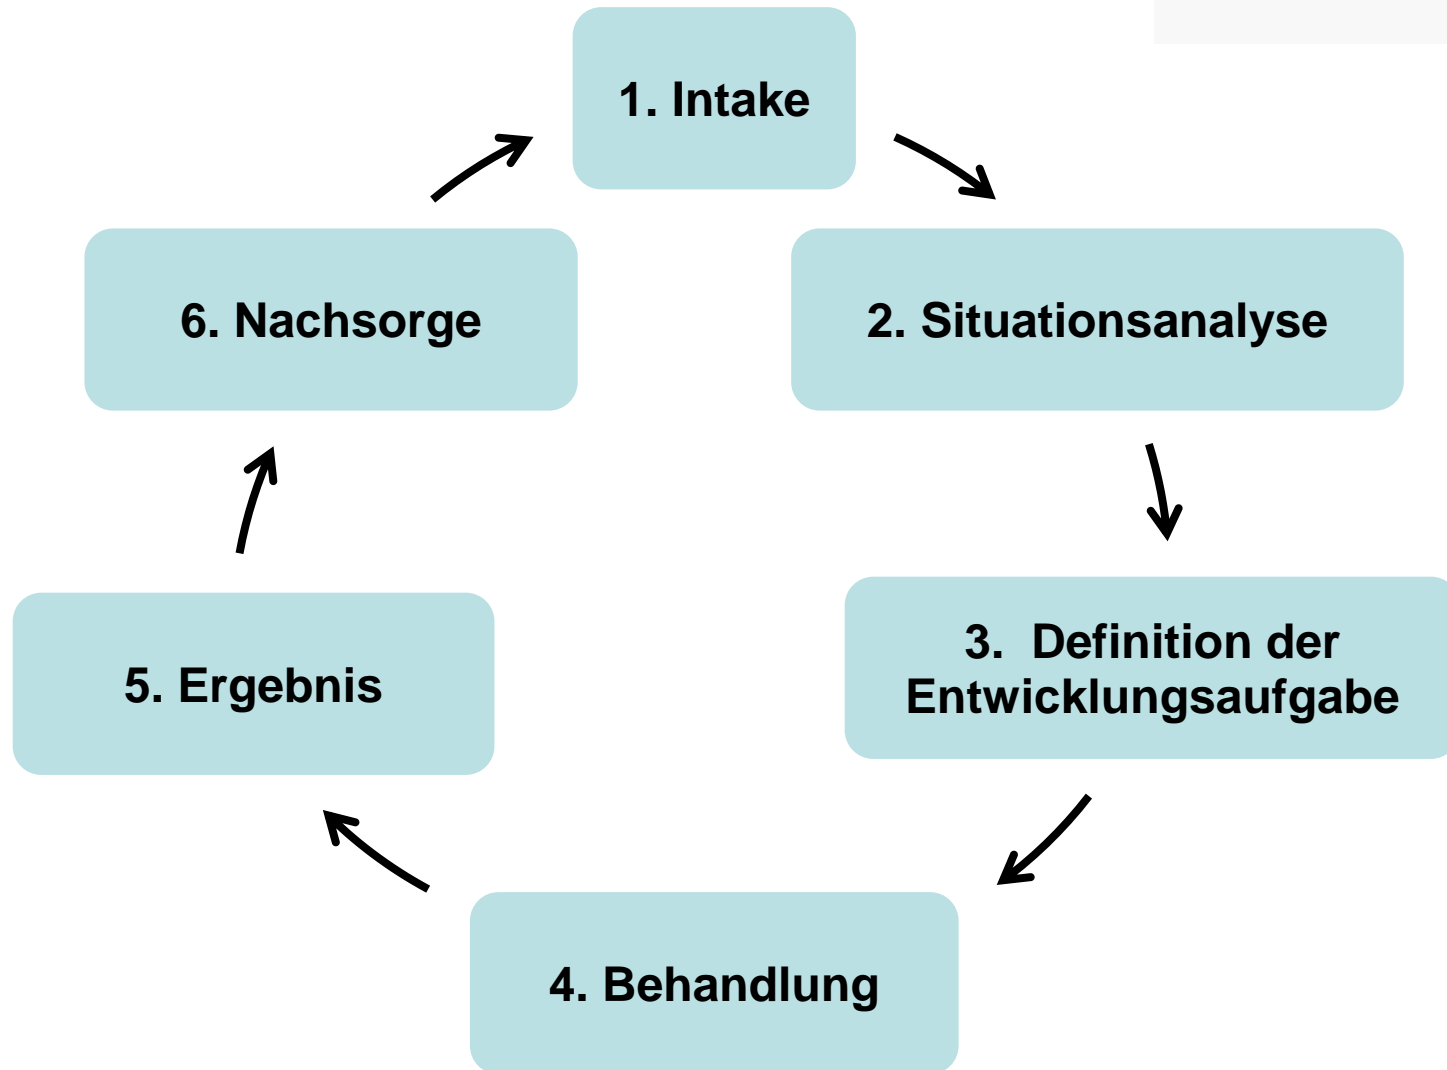 1. Intake
2. Situationsanalyse
3. Definition der
Entwicklungsaufgabe
4. Behandlung
5. Ergebnis
6. Nachsorge